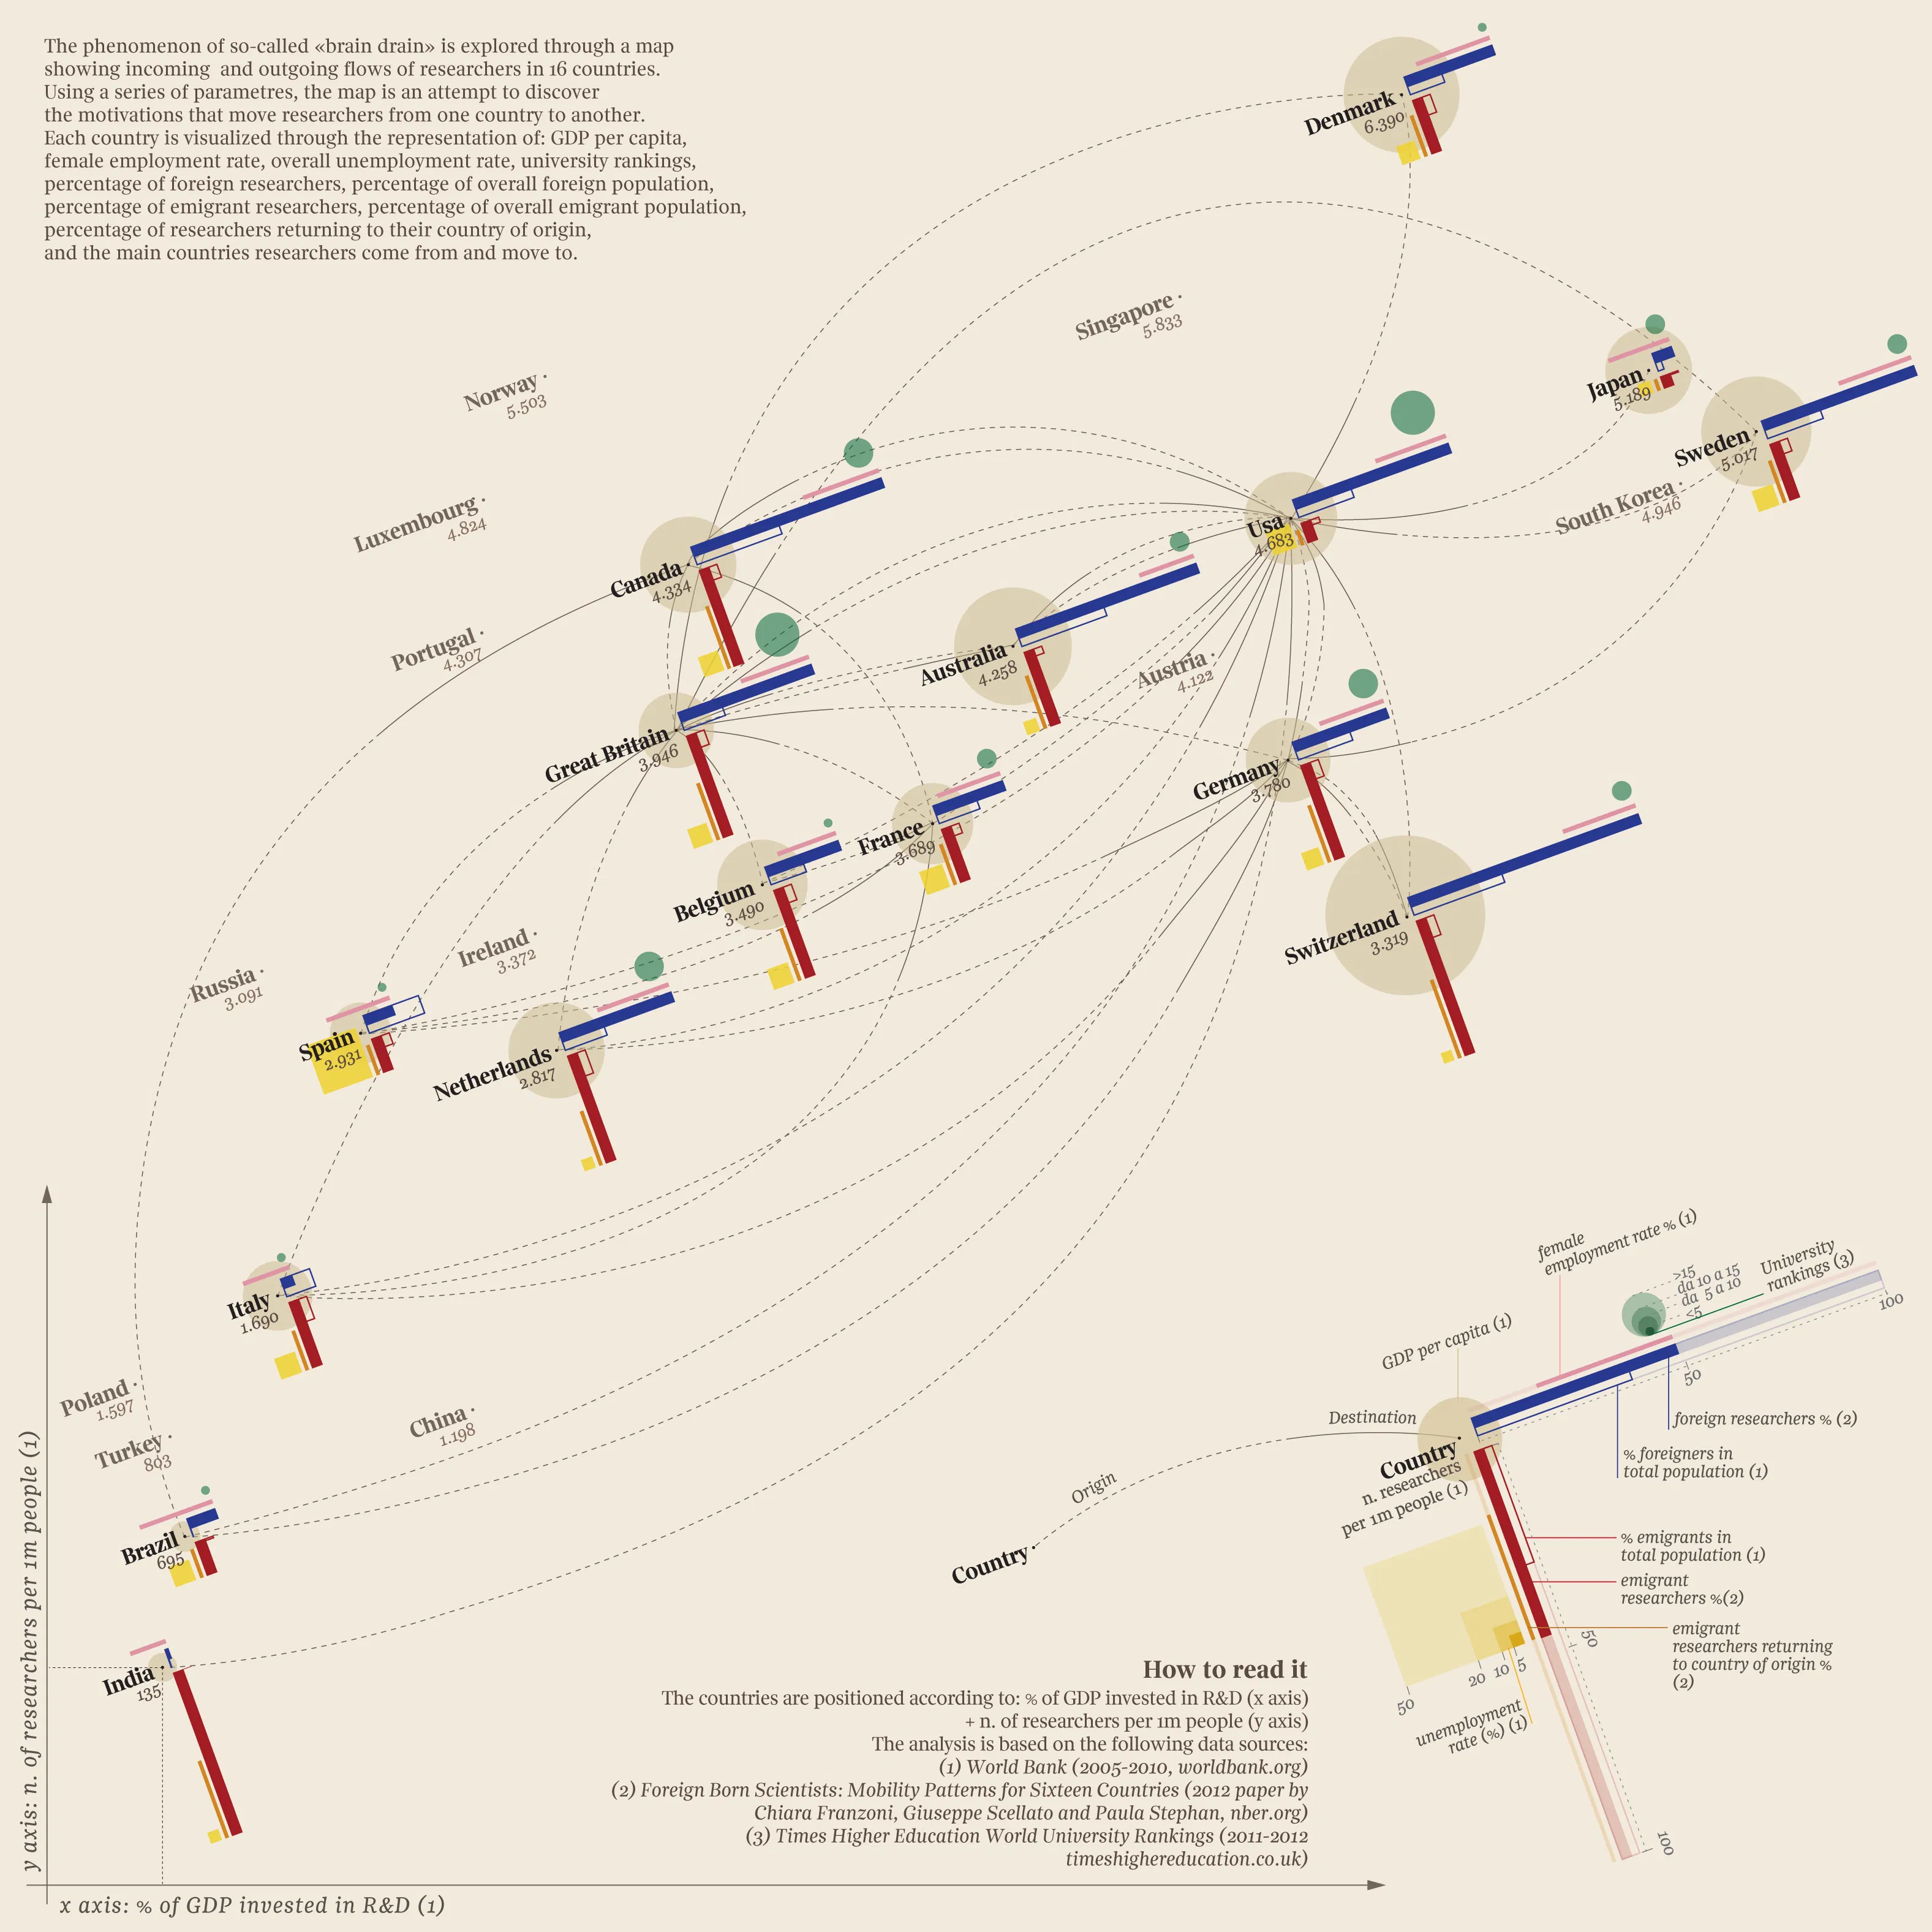 The phenomenon of so-called «brain drain» is explored through a map
showing incoming and outgoing flows of researchers in 16 countries.
Using a series of parametres, the map is an attempt to discover
the motivations that move researchers from one country to another.
Each country is visualized through the representation of: GDP per capita,
female employment rate, overall unemployment rate, university rankings,
percentage of foreign researchers, percentage of overall foreign population,
percentage of emigrant researchers, percentage of overall emigrant population,
percentage of researchers returning to their country of origin,
and the main countries researchers come from and move to.
Denmark
6.390
Singapore
5.833
Norway
5.503
Japan
5.189
Sweden
5.017
South Korea
4.946
Luxembourg
4.824
Usa
4.683
Canada
4.334
Portugal
4.307
Australia
4.258
Austria
4.122
Great Britain
3.946
Germany
3.780
France
3.689
Belgium
3.490
Ireland
3.372
Switzerland
3.319
Russia
3.091
Spain
2.931
Netherlands
2.817
Italy
1.690
Poland
1.597
China
1.198
Turkey
803
Brazil
695
India
135
y axis: n. of researchers per 1m people (1)
x axis: % of GDP invested in R&D (1)
female
employment rate % (1)
>15
da 10 a 15
da 5 a 10
<5
University
rankings (3)
100
50
GDP per capita (1)
Destination
foreign researchers % (2)
% foreigners in
total population (1)
Country
n. researchers
per 1m people (1)
Origin
Country
% emigrants in
total population (1)
emigrant
researchers %(2)
emigrant
researchers returning
to country of origin %
(2)
50
100
50
20
10
5
unemployment
rate (%) (1)
How to read it
The countries are positioned according to: % of GDP invested in R&D (x axis)
+ n. of researchers per 1m people (y axis)
The analysis is based on the following data sources:
(1) World Bank (2005-2010, worldbank.org)
(2) Foreign Born Scientists: Mobility Patterns for Sixteen Countries (2012 paper by
Chiara Franzoni, Giuseppe Scellato and Paula Stephan, nber.org)
(3) Times Higher Education World University Rankings (2011-2012
timeshighereducation.co.uk)